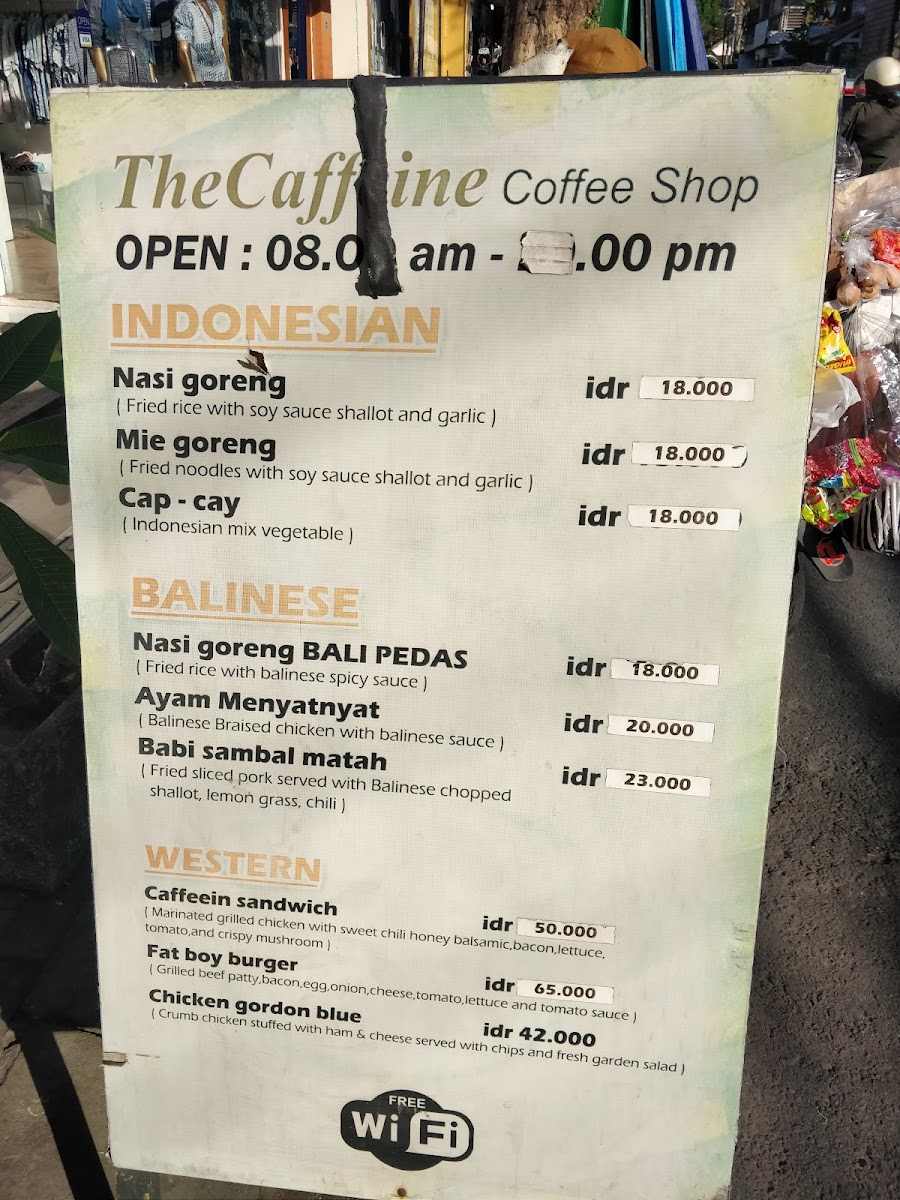 Coffee Shop
OPEN : am - .00 pm
INDONESIAN
Nasi goreng idr 18.000
( Fried rice with soy sauce shallot and garlic )
Mie goreng idr 18.000
( Fried noodles with soy sauce shallot and garlic )
Cap - cay idr 18.000
( Indonesian mix vegetable )
BALINESE
Nasi goreng BALI PEDAS idr 18.000
( Fried rice with balinese spicy sauce )
Ayam Menyatnyat idr 20.000
( Balinese Braised chicken with balinese sauce )
Babi sambal matah idr 23.000
( Fried sliced pork served with Balinese chopped
shallot, lemon grass, chili )
WESTERN
Caffeein sandwich idr 50.000
( Marinated grilled chicken with sweet chili honey balsamic,bacon,lettuce,
tomato,and crispy mushroom )
Fat boy burger idr 65.000
( Grilled beef patty,bacon,egg,onion,cheese,tomato,lettuce and tomato sauce )
Chicken gordon blue idr 42.000
( Crumb chicken stuffed with ham & cheese served with chips and fresh garden salad )
FREE
Wi Fi